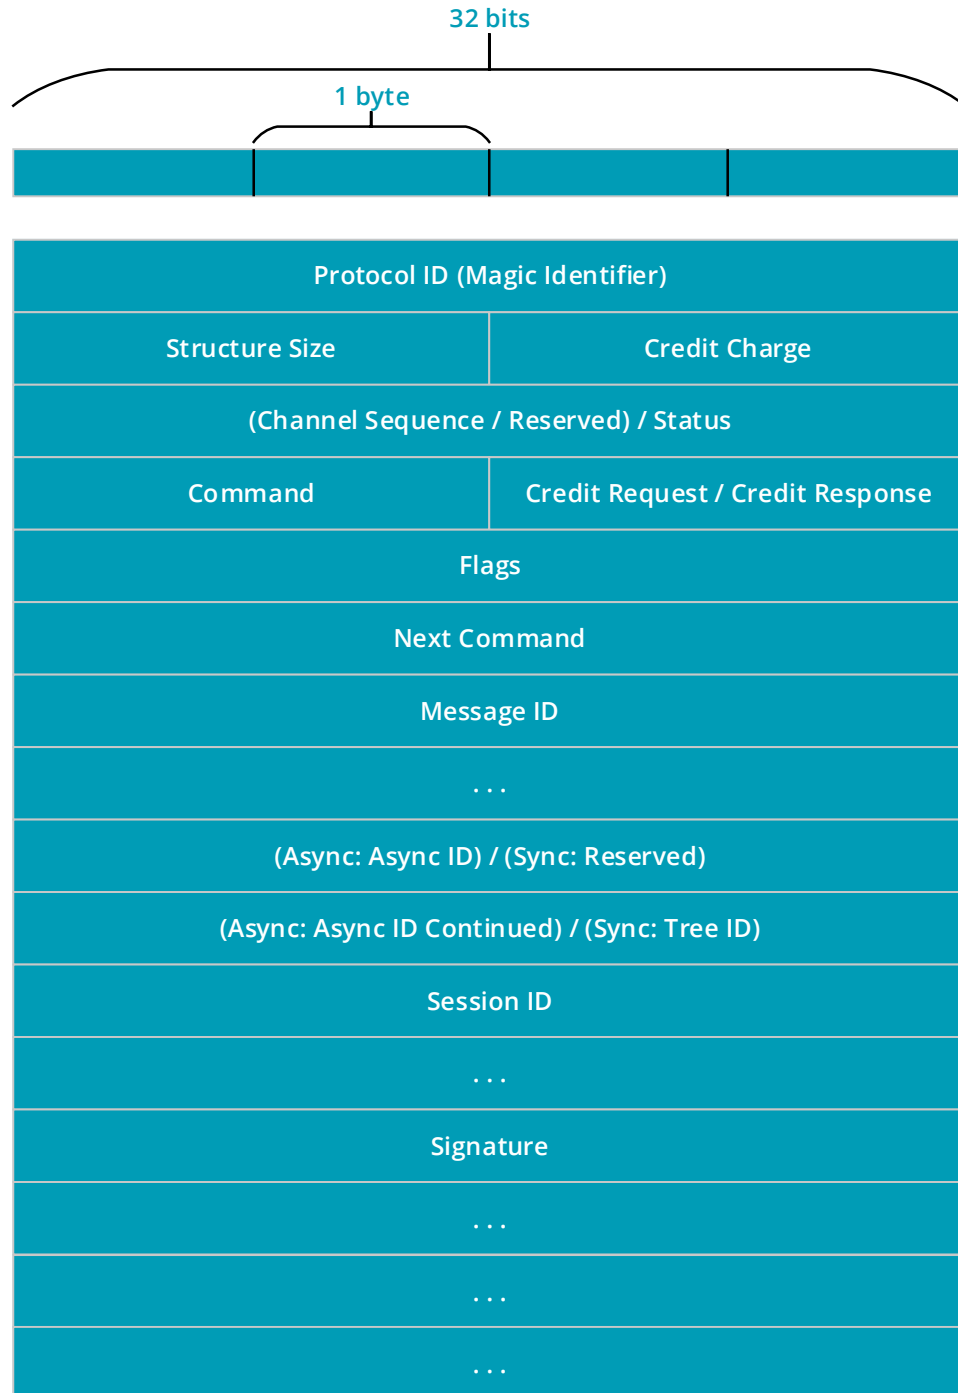 32 bits
1 byte
Protocol ID (Magic Identifier)
Structure Size
Credit Charge
(Channel Sequence / Reserved) / Status
Command
Credit Request / Credit Response
Flags
Next Command
Message ID
. . .
(Async: Async ID) / (Sync: Reserved)
(Async: Async ID Continued) / (Sync: Tree ID)
Session ID
. . .
Signature
. . .
. . .
. . .